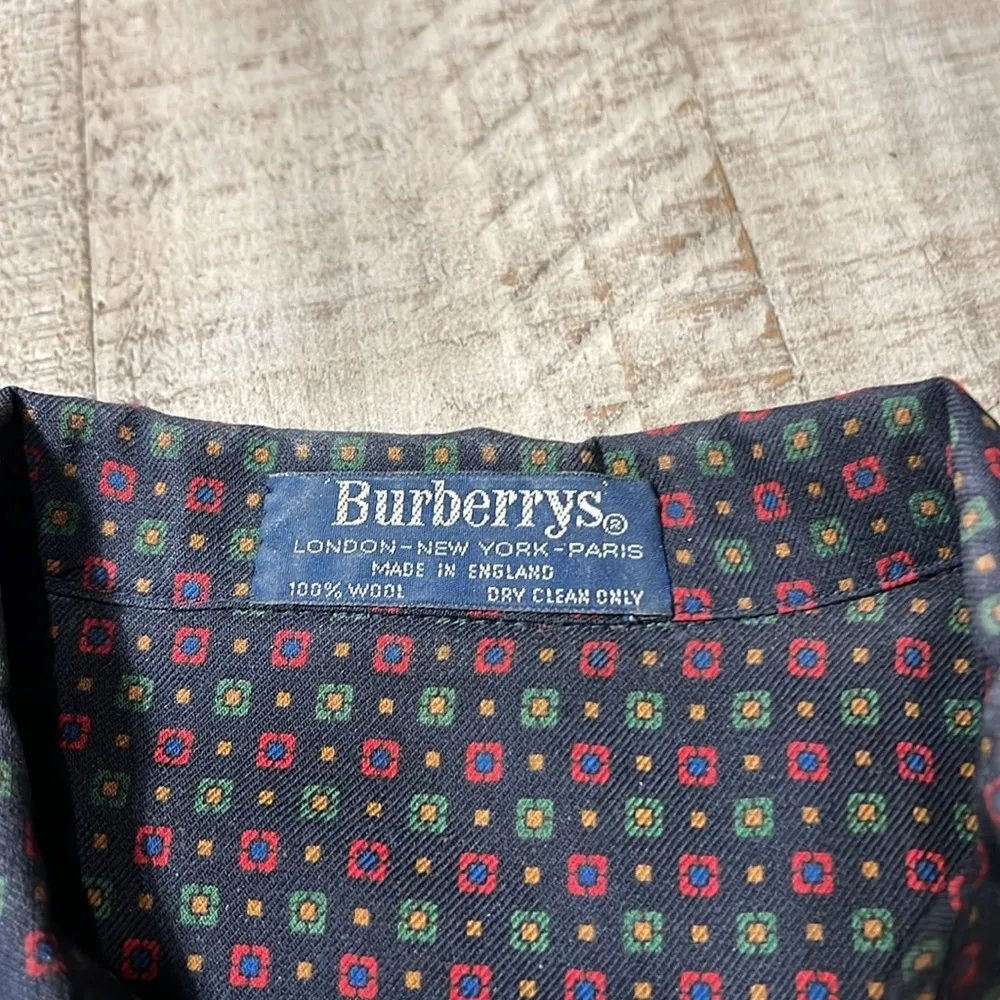 Burberrys®
LONDON-NEW YORK-PARIS
MADE IN ENGLAND
100% WOOL DRY CLEAN ONLY